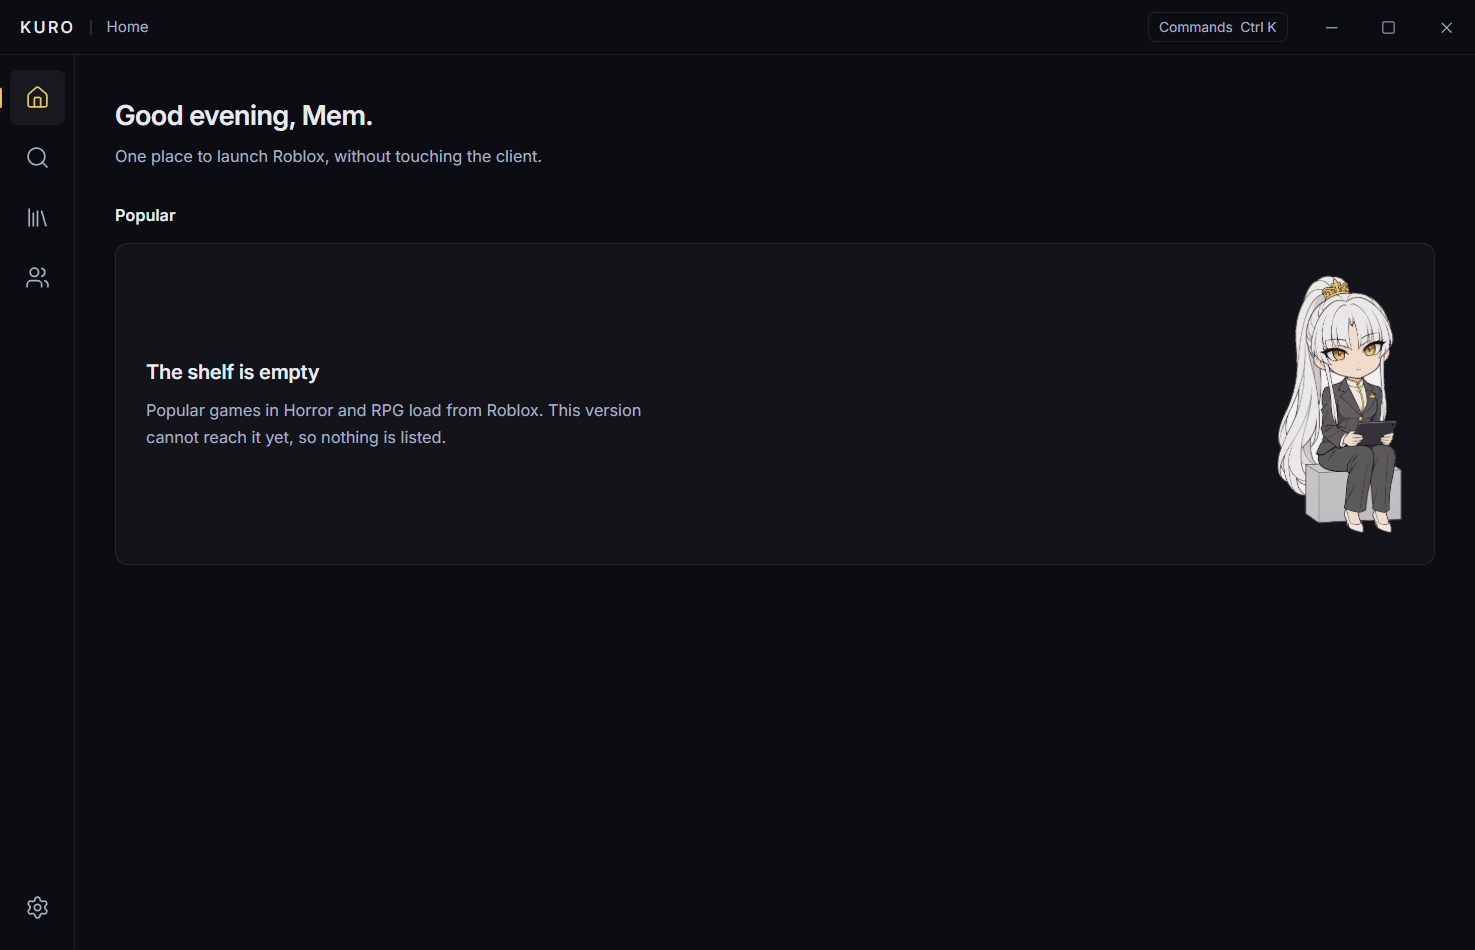 KURO | Home
Commands Ctrl K
Good evening, Mem.
One place to launch Roblox, without touching the client.
Popular
The shelf is empty
Popular games in Horror and RPG load from Roblox. This version
cannot reach it yet, so nothing is listed.